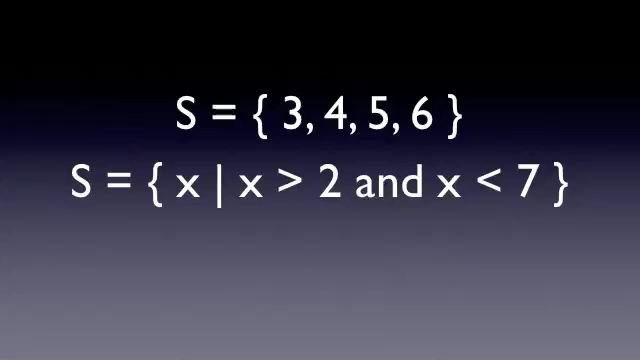 S = { 3, 4, 5, 6 }
S = { x | x > 2 and x < 7 }